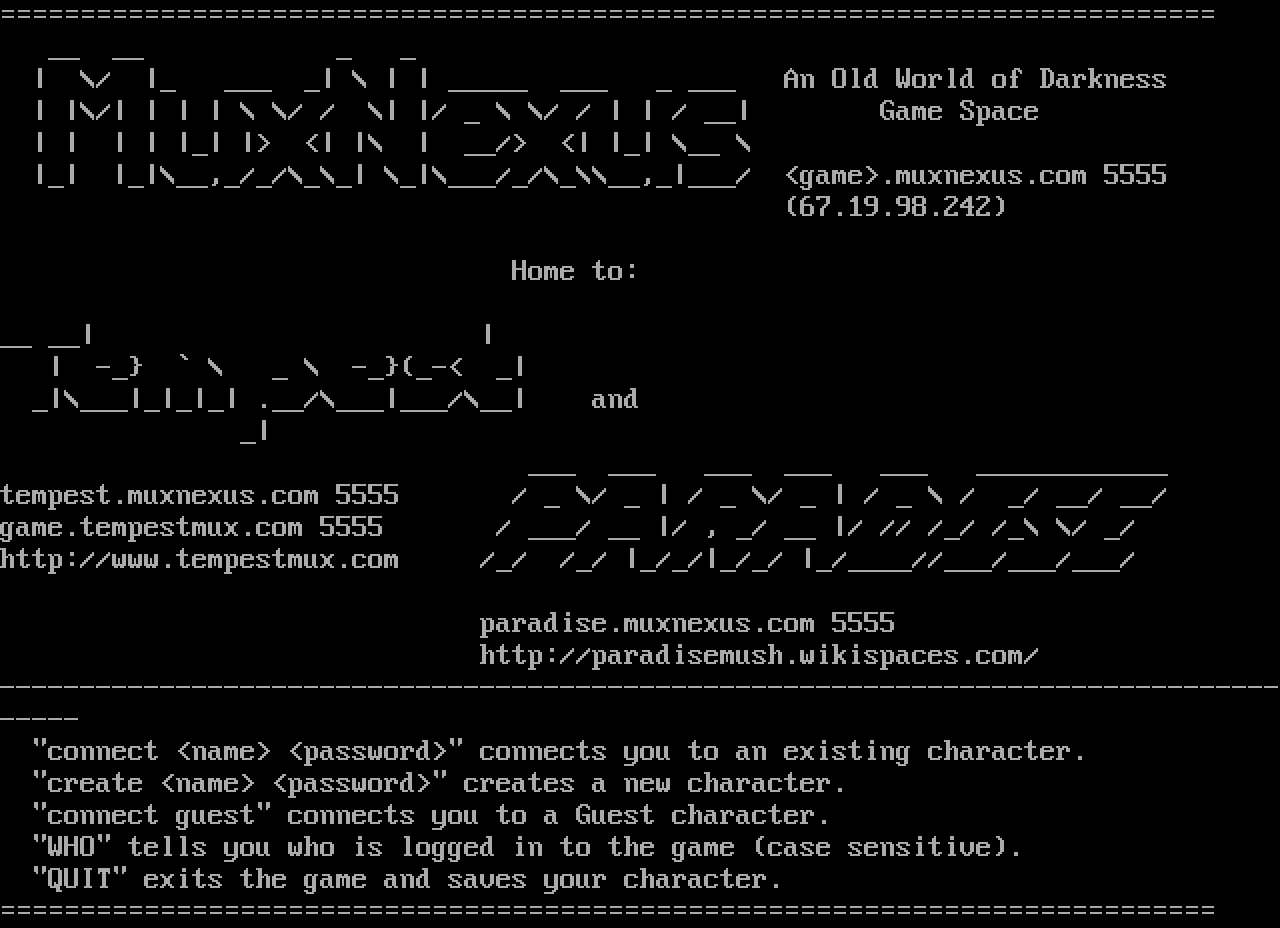 MuxNexus
An Old World of Darkness
Game Space
<game>.muxnexus.com 5555
(67.19.98.242)
Home to:
Tempest
and
tempest.muxnexus.com 5555
game.tempestmux.com 5555
http://www.tempestmux.com
PARADISE
paradise.muxnexus.com 5555
http://paradisemush.wikispaces.com/
"connect <name> <password>" connects you to an existing character.
"create <name> <password>" creates a new character.
"connect guest" connects you to a Guest character.
"WHO" tells you who is logged in to the game (case sensitive).
"QUIT" exits the game and saves your character.